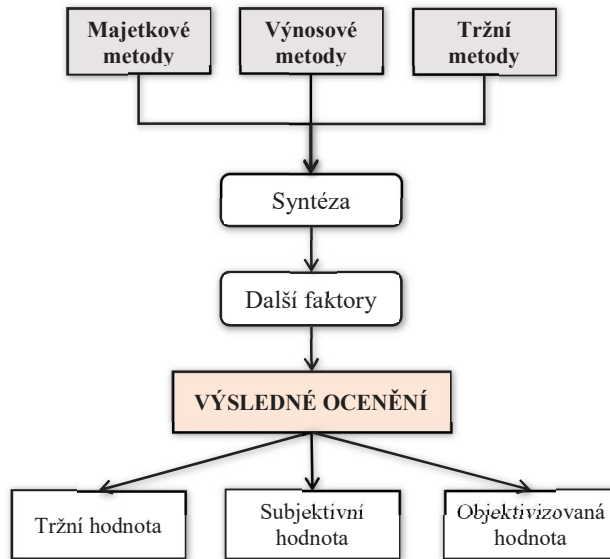 Majetkové
metody
Výnosové
metody
Tržní
metody
Syntéza
Další faktory
VÝSLEDNÉ OCENĚNÍ
Tržní hodnota
Subjektivní
hodnota
Objektivizovaná
hodnota